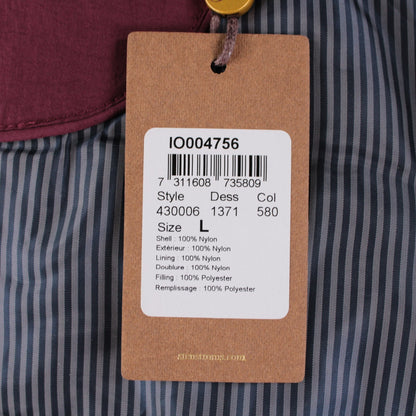 IO004756
7 311608 735809
Style Dess Col
430006 1371 580
Size L
Shell : 100% Nylon
Extérieur : 100% Nylon
Lining : 100% Nylon
Doublure : 100% Nylon
Filling : 100% Polyester
Remplissage : 100% Polyester